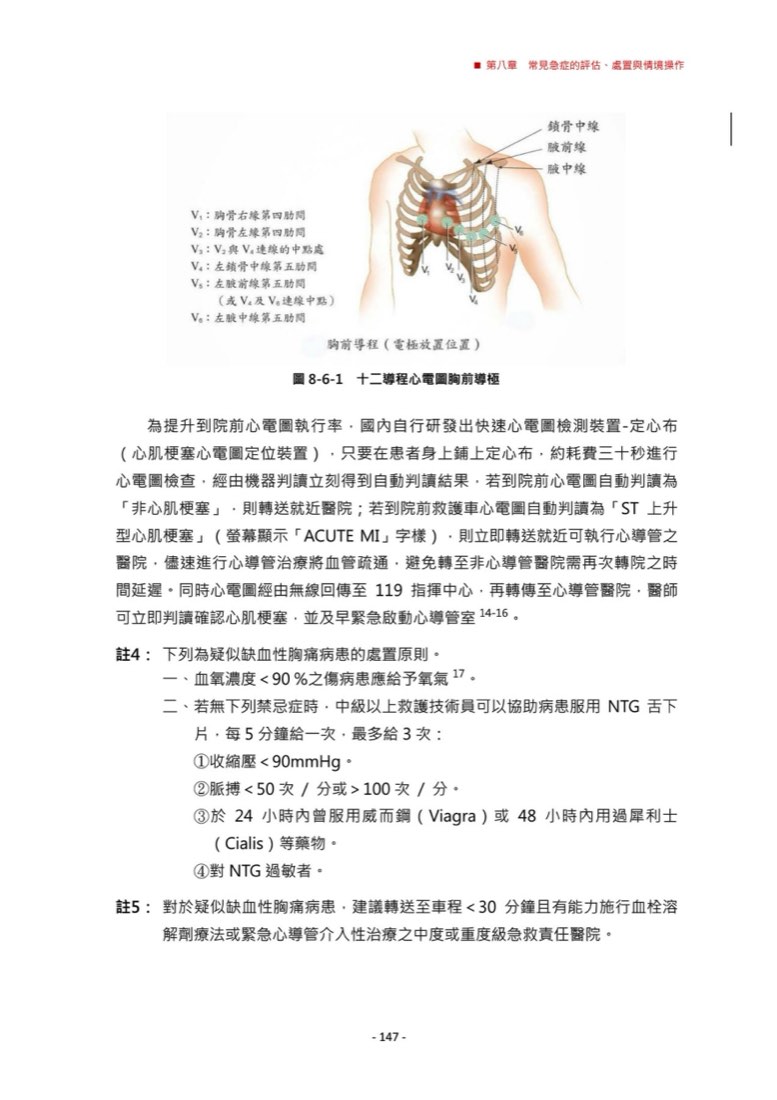 ■ 第八章　常見急症的評估、處置與情境操作
鎖骨中線
腋前線
腋中線
V₁：胸骨右緣第四肋間
V₂：胸骨左緣第四肋間
V₃：V₂與V₄連線的中點處
V₄：左鎖骨中線第五肋間
V₅：左腋前線第五肋間
（或V₄及V₆連線中點）
V₆：左腋中線第五肋間
V₁ V₂ V₃ V₄ V₅ V₆
胸前導程（電極放置位置）
圖 8-6-1　十二導程心電圖胸前導極
為提升到院前心電圖執行率，國內自行研發出快速心電圖檢測裝置-定心布
（心肌梗塞心電圖定位裝置），只要在患者身上鋪上定心布，約耗費三十秒進行
心電圖檢查，經由機器判讀立刻得到自動判讀結果，若到院前心電圖自動判讀為
「非心肌梗塞」，則轉送就近醫院；若到院前救護車心電圖自動判讀為「ST 上升
型心肌梗塞」（螢幕顯示「ACUTE MI」字樣），則立即轉送就近可執行心導管之
醫院，儘速進行心導管治療將血管疏通，避免轉至非心導管醫院需再次轉院之時
間延遲。同時心電圖經由無線回傳至 119 指揮中心，再轉傳至心導管醫院，醫師
可立即判讀確認心肌梗塞，並及早緊急啟動心導管室 14-16。
註4： 下列為疑似缺血性胸痛病患的處置原則。
一、血氧濃度＜90 %之傷病患應給予氧氣 17。
二、若無下列禁忌症時，中級以上救護技術員可以協助病患服用 NTG 舌下
片，每 5 分鐘給一次，最多給 3 次：
①收縮壓＜90mmHg。
②脈搏＜50 次 / 分或＞100 次 / 分。
③於 24 小時內曾服用威而鋼（Viagra）或 48 小時內用過犀利士
（Cialis）等藥物。
④對 NTG 過敏者。
註5： 對於疑似缺血性胸痛病患，建議轉送至車程＜30 分鐘且有能力施行血栓溶
解劑療法或緊急心導管介入性治療之中度或重度級急救責任醫院。
- 147 -